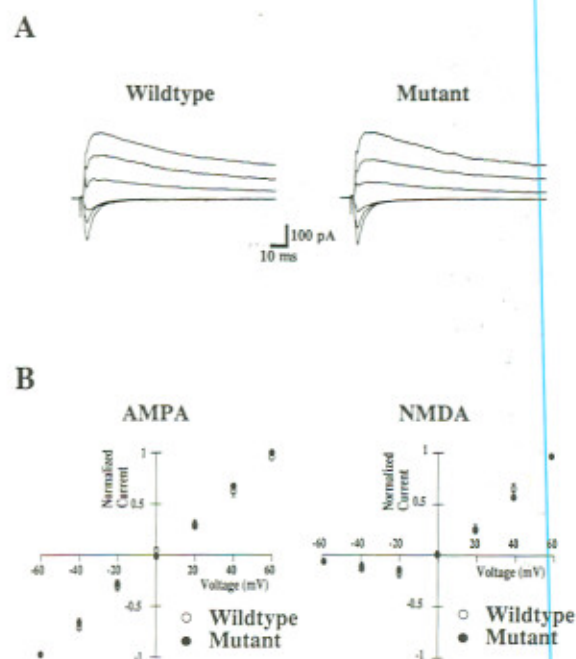 A
Wildtype Mutant
100 pA
10 ms
B
AMPA NMDA
1 1
Normalized Current Normalized Current
0.5 0.5
-60 -40 -20 0 20 40 60 -60 -40 -20 0 20 40 60
Voltage (mV) Voltage (mV)
-0.5 -0.5
○ Wildtype ○ Wildtype
● Mutant ● Mutant
-1 -1